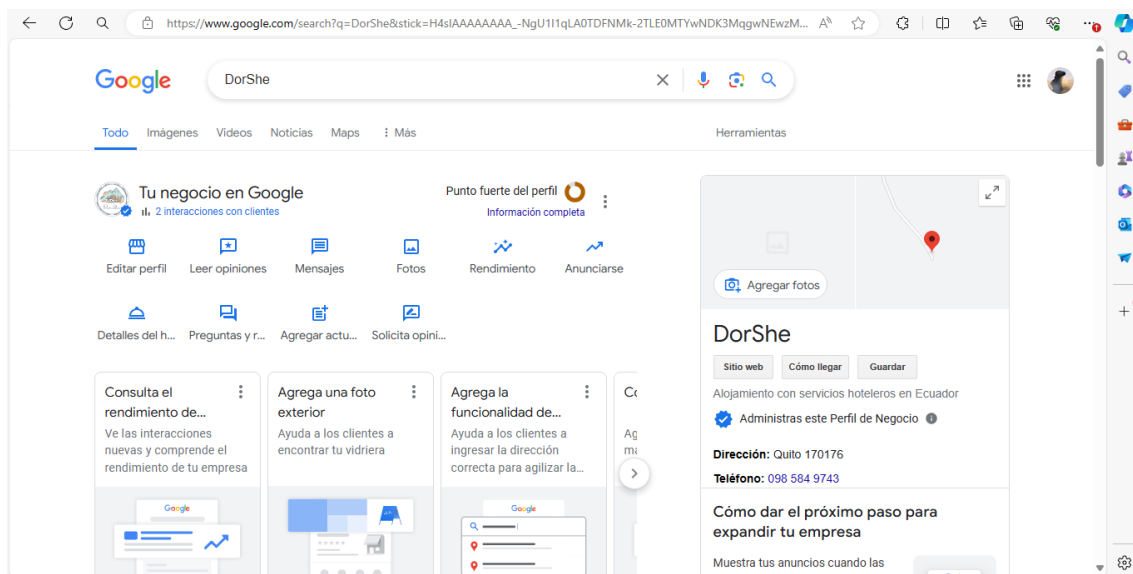 https://www.google.com/search?q=DorShe&stick=H4sIAAAAAAAA_-NgU1I1qLA0TDFNMk-2TLE0MTYwNDK3MqgwNEwzM...
Google
DorShe
Todo
Imágenes
Videos
Noticias
Maps
Más
Herramientas
Tu negocio en Google
2 interacciones con clientes
Punto fuerte del perfil
Información completa
Editar perfil
Leer opiniones
Mensajes
Fotos
Rendimiento
Anunciarse
Detalles del h...
Preguntas y r...
Agregar actu...
Solicita opini...
Consulta el
rendimiento de...
Ve las interacciones
nuevas y comprende el
rendimiento de tu empresa
Google
Agrega una foto
exterior
Ayuda a los clientes a
encontrar tu vidriera
Agrega la
funcionalidad de...
Ayuda a los clientes a
ingresar la dirección
correcta para agilizar la...
Google
Agregar fotos
DorShe
Sitio web
Cómo llegar
Guardar
Alojamiento con servicios hoteleros en Ecuador
Administras este Perfil de Negocio
Dirección: Quito 170176
Teléfono: 098 584 9743
Cómo dar el próximo paso para
expandir tu empresa
Muestra tus anuncios cuando las